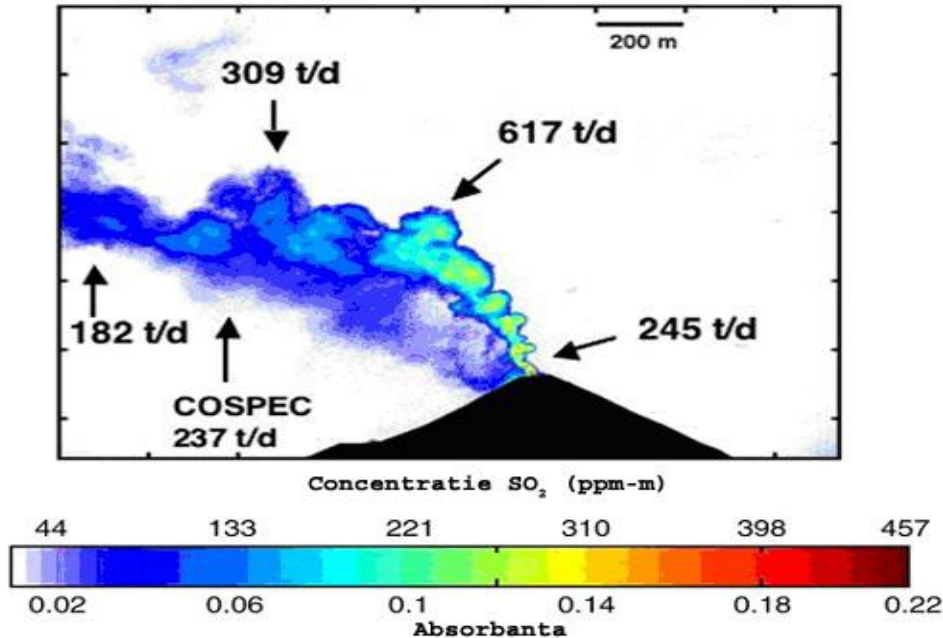 200 m
309 t/d
617 t/d
182 t/d
245 t/d
COSPEC
237 t/d
Concentratie SO₂ (ppm-m)
44 133 221 310 398 457
0.02 0.06 0.1 0.14 0.18 0.22
Absorbanta